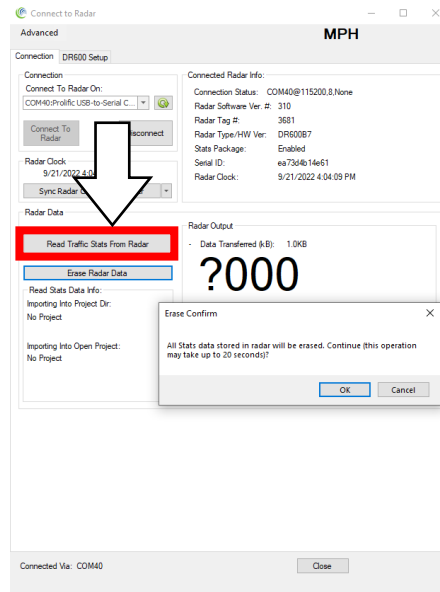 Connect to Radar
Advanced
MPH
Connection DR600 Setup
Connection
Connect To Radar On:
COM40:Prolific USB-to-Serial C...
Connect To
Radar
Disconnect
Radar Clock
9/21/2022
Sync Radar
Radar Data
Read Traffic Stats From Radar
Erase Radar Data
Read Stats Data Info:
Importing Into Project Dir:
No Project
Importing Into Open Project:
No Project
Connected Radar Info:
Connection Status: COM40@115200,8,None
Radar Software Ver. #: 310
Radar Tag #: 3681
Radar Type/HW Ver: DR600B7
Stats Package: Enabled
Serial ID: ea73d4b14e61
Radar Clock: 9/21/2022 4:04:09 PM
Radar Output
- Data Transferred (kB): 1.0KB
?000
Erase Confirm
All Stats data stored in radar will be erased. Continue (this operation
may take up to 20 seconds)?
OK Cancel
Connected Via: COM40
Close